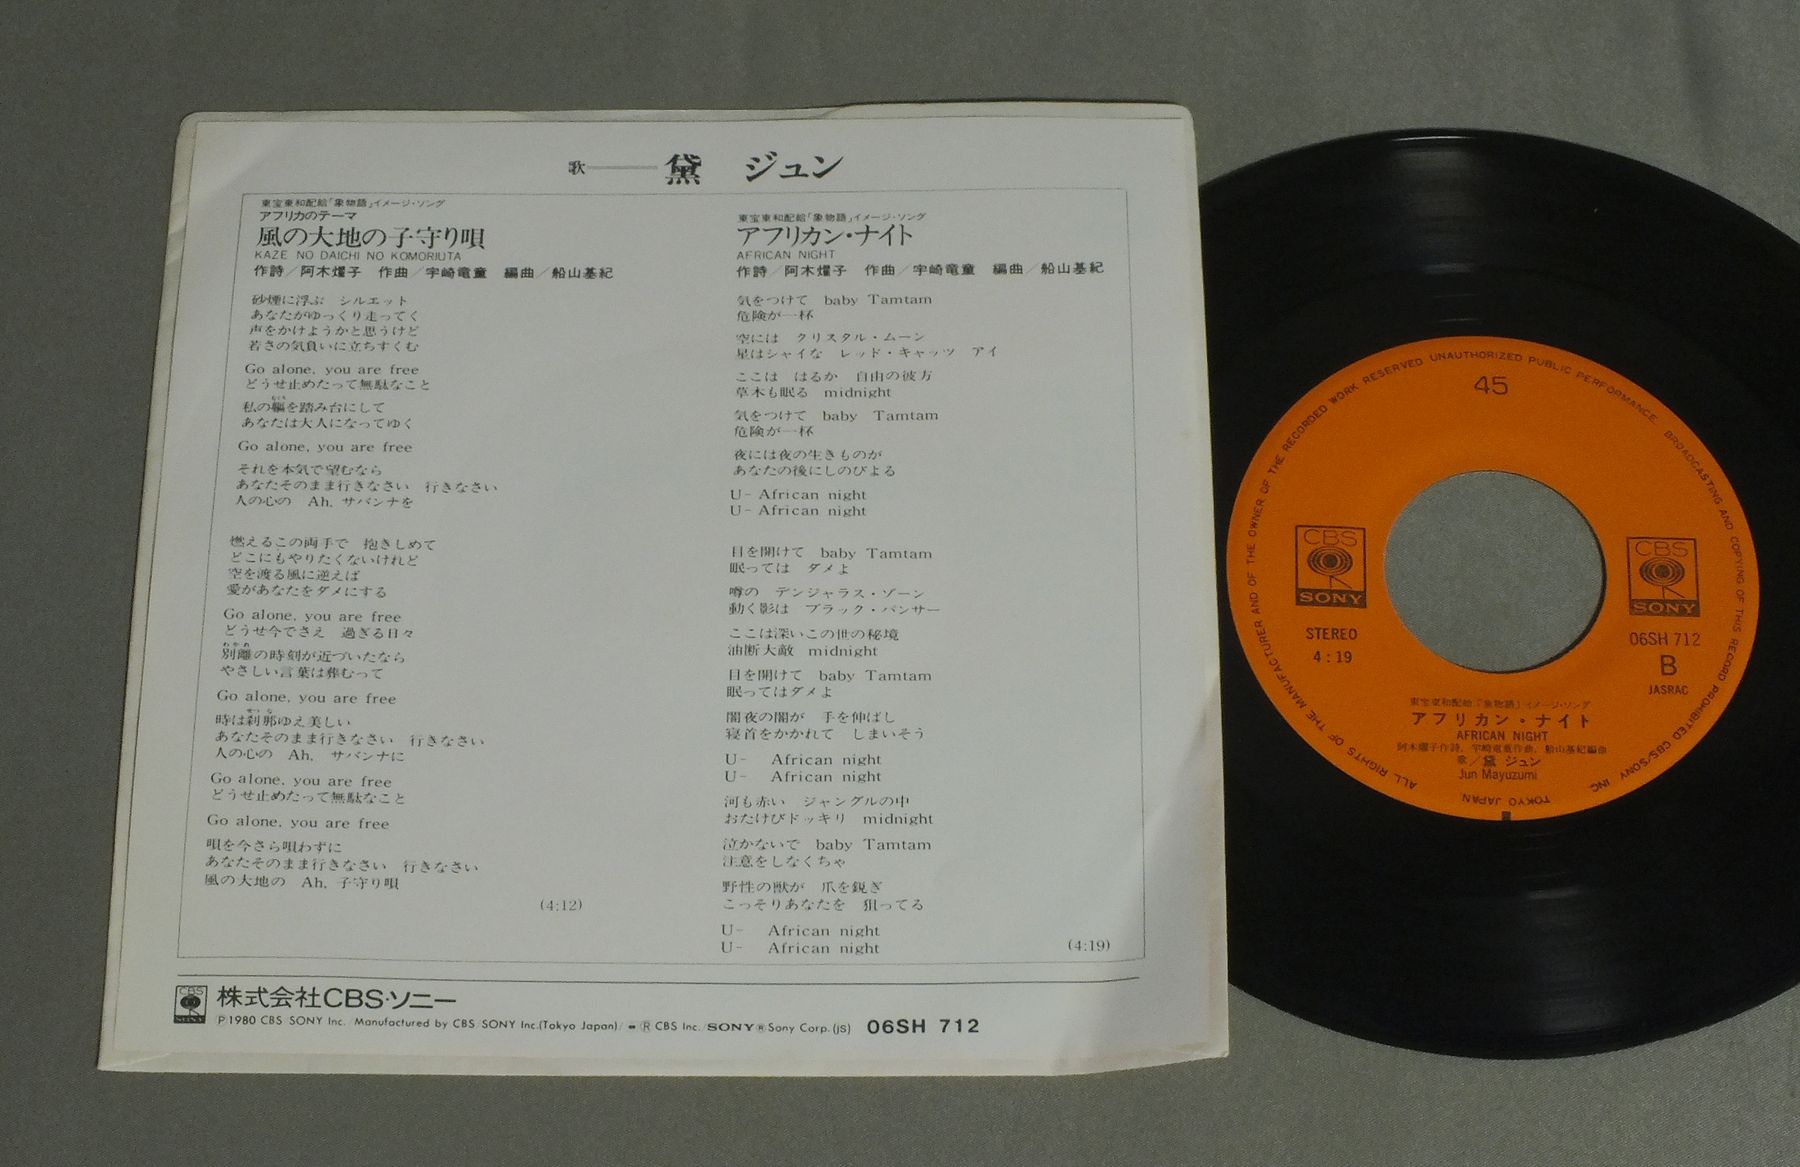 歌――黛 ジュン
東宝東和配給「象物語」イメージ・ソング
アフリカのテーマ
風の大地の子守り唄
KAZE NO DAICHI NO KOMORIUTA
作詩/阿木燿子 作曲/宇崎竜童 編曲/船山基紀
砂煙に浮ぶ シルエット
あなたがゆっくり走ってく
声をかけようかと思うけど
若さの気負いに立ちすくむ
Go alone, you are free
どうせ止めたって無駄なこと
私の軀を踏み台にして
あなたは大人になってゆく
Go alone, you are free
それを本気で望むなら
あなたそのまま行きなさい 行きなさい
人の心の Ah, サバンナを
燃えるこの両手で 抱きしめて
どこにもやりたくないけれど
空を渡る風に逆えば
愛があなたをダメにする
Go alone, you are free
どうせ今でさえ 過ぎる日々
別離の時刻が近づいたなら
やさしい言葉は葬むって
Go alone, you are free
時は刹那ゆえ美しい
あなたそのまま行きなさい 行きなさい
人の心の Ah, サバンナに
Go alone, you are free
どうせ止めたって無駄なこと
Go alone, you are free
唄を今さら唄わずに
あなたそのまま行きなさい 行きなさい
風の大地の Ah, 子守り唄
(4:12)
東宝東和配給「象物語」イメージ・ソング
アフリカン・ナイト
AFRICAN NIGHT
作詩/阿木燿子 作曲/宇崎竜童 編曲/船山基紀
気をつけて baby Tamtam
危険が一杯
空には クリスタル・ムーン
星はシャイな レッド・キャッツ アイ
ここは はるか 自由の彼方
草木も眠る midnight
気をつけて baby Tamtam
危険が一杯
夜には夜の生きものが
あなたの後にしのびよる
U- African night
U- African night
目を開けて baby Tamtam
眠っては ダメよ
噂の デンジャラス・ゾーン
動く影は ブラック・パンサー
ここは深いこの世の秘境
油断大敵 midnight
目を開けて baby Tamtam
眠ってはダメよ
闇夜の闇が 手を伸ばし
寝首をかかれて しまいそう
U- African night
U- African night
河も赤い ジャングルの中
おたけびドッキリ midnight
泣かないで baby Tamtam
注意をしなくちゃ
野性の獣が 爪を鋭ぎ
こっそりあなたを 狙ってる
U- African night
U- African night
(4:19)
CBS SONY
株式会社CBS・ソニー
Ⓟ1980 CBS/SONY Inc./Manufactured by CBS/SONY Inc.(Tokyo Japan)/ Ⓡ CBS Inc./SONY Ⓡ Sony Corp.(JS) 06SH 712
ALL RIGHTS OF THE MANUFACTURER AND OF THE OWNER OF THE RECORDED WORK RESERVED UNAUTHORIZED PUBLIC PERFORMANCE BROADCASTING AND COPYING OF THIS RECORD PROHIBITED CBS/SONY INC. TOKYO JAPAN
45
CBS SONY
CBS SONY
STEREO
4:19
06SH 712
B
JASRAC
東宝東和配給「象物語」イメージ・ソング
アフリカン・ナイト
AFRICAN NIGHT
阿木燿子作詩、宇崎竜童作曲、船山基紀編曲
歌/黛 ジュン
Jun Mayuzumi